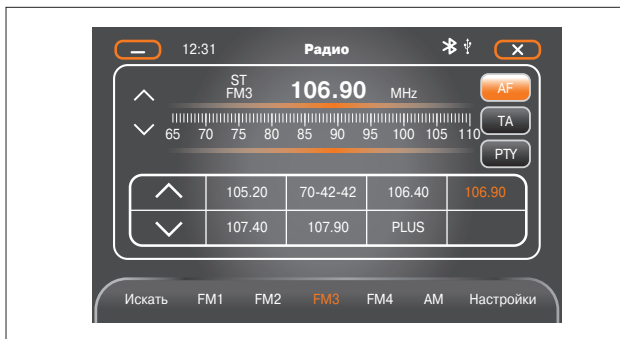 12:31 Радио
ST
FM3 106.90 MHz AF
65 70 75 80 85 90 95 100 105 110 TA
PTY
105.20 70-42-42 106.40 106.90
107.40 107.90 PLUS
Искать FM1 FM2 FM3 FM4 AM Настройки